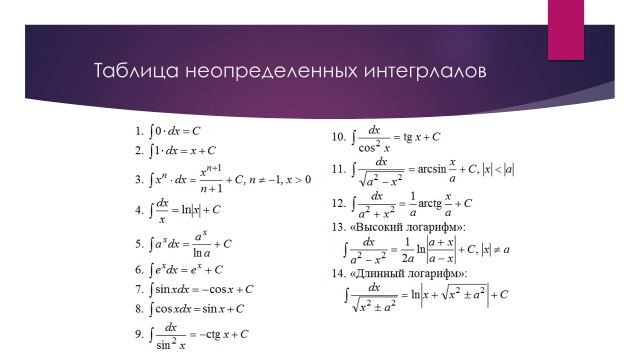 Таблица неопределенных интегрлалов
1. ∫0· dx = C
2. ∫1· dx = x + C
3. ∫xⁿ · dx = xⁿ⁺¹/(n+1) + C, n ≠ −1, x > 0
4. ∫dx/x = ln|x| + C
5. ∫aˣdx = aˣ/ln a + C
6. ∫eˣdx = eˣ + C
7. ∫sin xdx = −cos x + C
8. ∫cos xdx = sin x + C
9. ∫dx/sin² x = −ctg x + C
10. ∫dx/cos² x = tg x + C
11. ∫dx/√(a² − x²) = arcsin x/a + C, |x| < |a|
12. ∫dx/(a² + x²) = 1/a arctg x/a + C
13. «Высокий логарифм»:
∫dx/(a² − x²) = 1/2a ln|(a + x)/(a − x)| + C, |x| ≠ a
14. «Длинный логарифм»:
∫dx/√(x² ± a²) = ln|x + √(x² ± a²)| + C